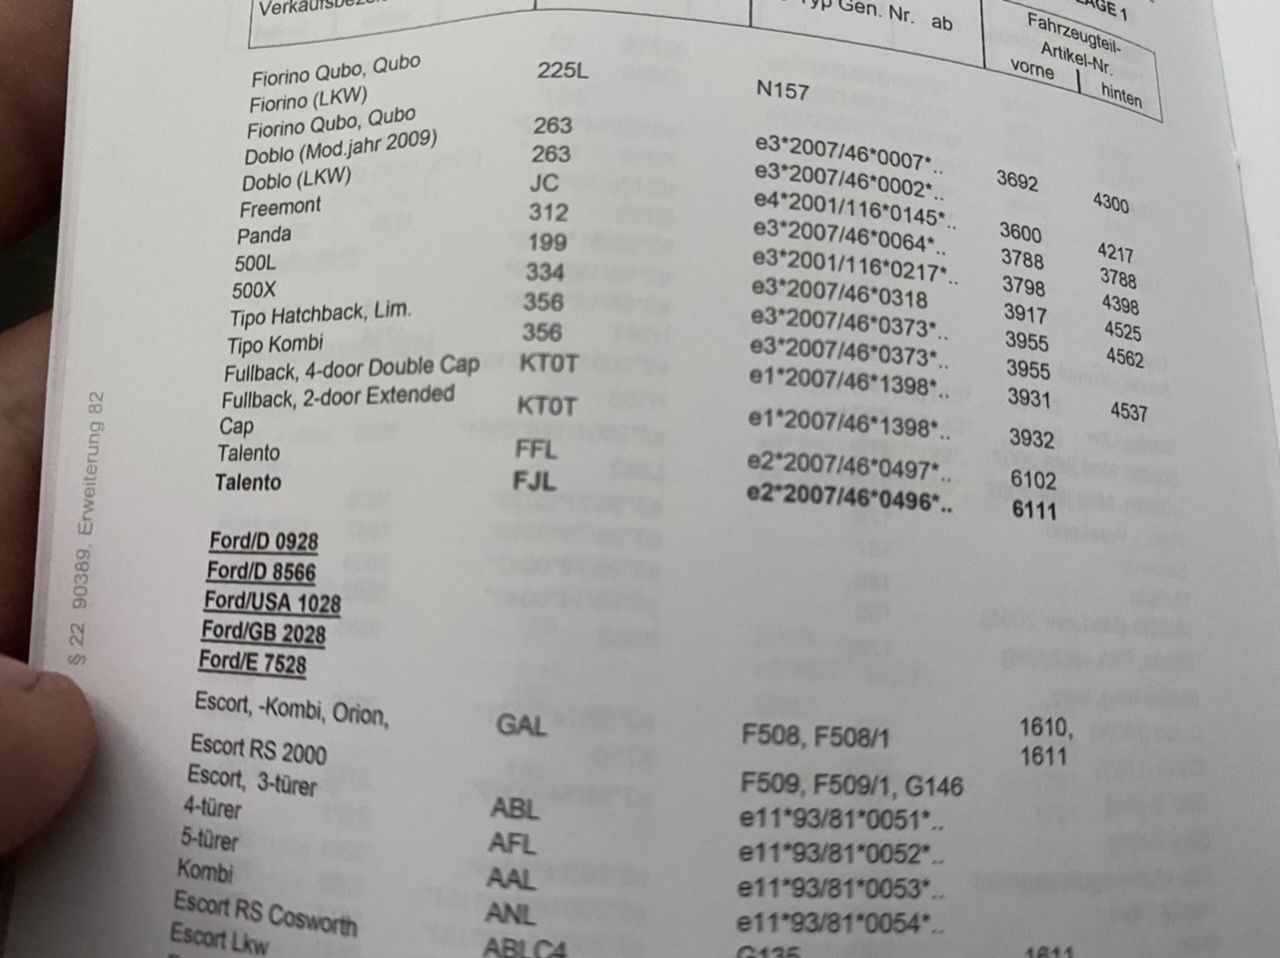 LAGE 1
Typ Gen. Nr. ab
Fahrzeugteil-
Artikel-Nr.
vorne hinten
Fiorino Qubo, Qubo 225L N157
Fiorino (LKW)
Fiorino Qubo, Qubo 263 e3*2007/46*0007*.. 3692 4300
Doblo (Mod.jahr 2009) 263 e3*2007/46*0002*..
Doblo (LKW) JC e4*2001/116*0145*.. 3600 4217
Freemont 312 e3*2007/46*0064*.. 3788 3788
Panda 199 e3*2001/116*0217*.. 3798 4398
500L 334 e3*2007/46*0318 3917 4525
500X 356 e3*2007/46*0373*.. 3955 4562
Tipo Hatchback, Lim. 356 e3*2007/46*0373*.. 3955
Tipo Kombi KT0T e1*2007/46*1398*.. 3931 4537
Fullback, 4-door Double Cap
Fullback, 2-door Extended KT0T e1*2007/46*1398*.. 3932
Cap
Talento FFL e2*2007/46*0497*.. 6102
Talento FJL e2*2007/46*0496*.. 6111
Ford/D 0928
Ford/D 8566
Ford/USA 1028
Ford/GB 2028
Ford/E 7528
Escort, -Kombi, Orion, GAL F508, F508/1 1610,
1611
Escort RS 2000 F509, F509/1, G146
Escort, 3-türer ABL e11*93/81*0051*..
4-türer AFL e11*93/81*0052*..
5-türer AAL e11*93/81*0053*..
Kombi ANL e11*93/81*0054*..
Escort RS Cosworth ABLC4 G135 1611
Escort Lkw
§ 22 90389, Erweiterung 82